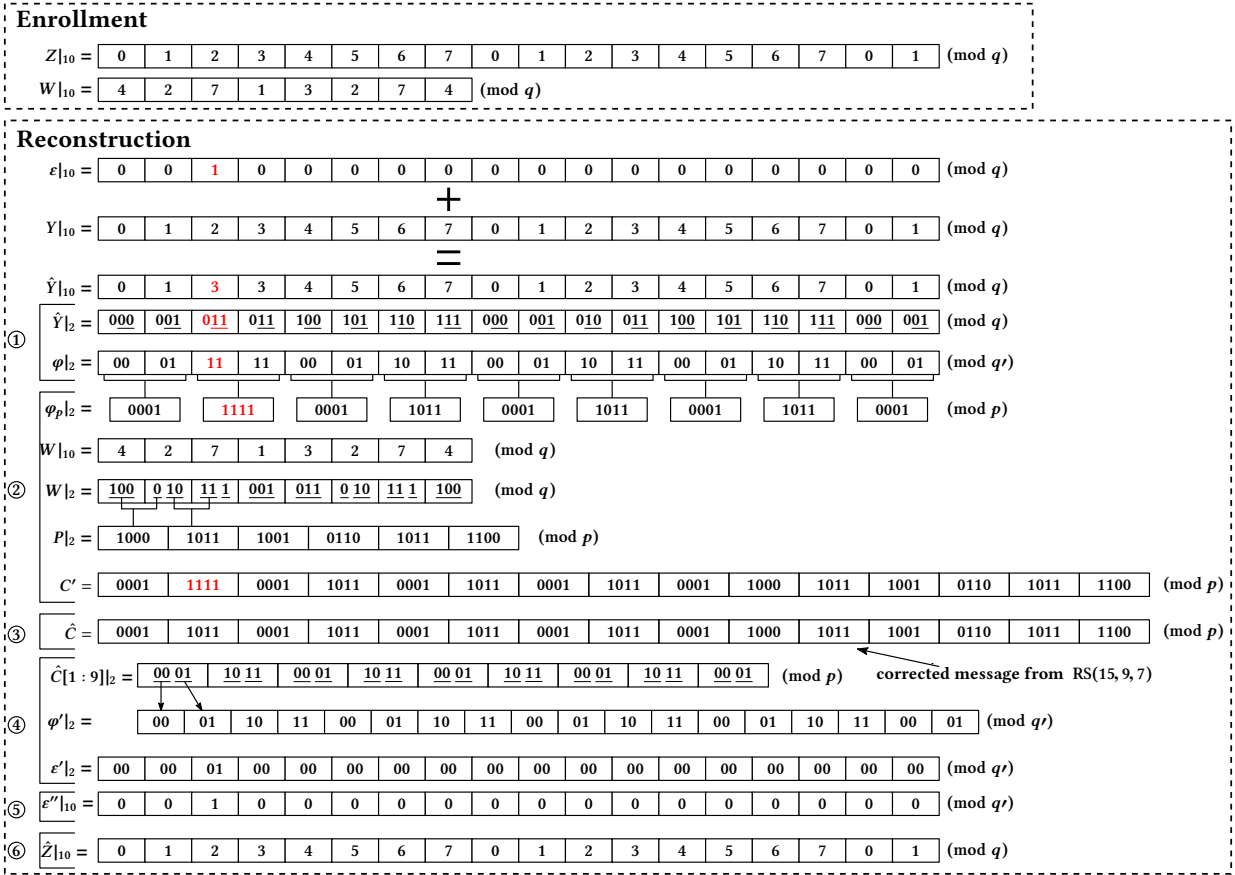 Enrollment
Z|10 = 0 1 2 3 4 5 6 7 0 1 2 3 4 5 6 7 0 1 (mod q)
W|10 = 4 2 7 1 3 2 7 4 (mod q)
Reconstruction
ε|10 = 0 0 1 0 0 0 0 0 0 0 0 0 0 0 0 0 0 0 (mod q)
+
Y|10 = 0 1 2 3 4 5 6 7 0 1 2 3 4 5 6 7 0 1 (mod q)
=
Ŷ|10 = 0 1 3 3 4 5 6 7 0 1 2 3 4 5 6 7 0 1 (mod q)
① Ŷ|2 = 000 001 011 011 100 101 110 111 000 001 010 011 100 101 110 111 000 001 (mod q)
φ|2 = 00 01 11 11 00 01 10 11 00 01 10 11 00 01 10 11 00 01 (mod q′)
φp|2 = 0001 1111 0001 1011 0001 1011 0001 1011 0001 (mod p)
W|10 = 4 2 7 1 3 2 7 4 (mod q)
② W|2 = 100 0 10 11 1 001 011 0 10 11 1 100 (mod q)
P|2 = 1000 1011 1001 0110 1011 1100 (mod p)
C′ = 0001 1111 0001 1011 0001 1011 0001 1011 0001 1000 1011 1001 0110 1011 1100 (mod p)
③ Ĉ = 0001 1011 0001 1011 0001 1011 0001 1011 0001 1000 1011 1001 0110 1011 1100 (mod p)
Ĉ[1 : 9]|2 = 00 01 10 11 00 01 10 11 00 01 10 11 00 01 10 11 00 01 (mod p) corrected message from RS(15, 9, 7)
④ φ′|2 = 00 01 10 11 00 01 10 11 00 01 10 11 00 01 10 11 00 01 (mod q′)
ε′|2 = 00 00 01 00 00 00 00 00 00 00 00 00 00 00 00 00 00 00 (mod q′)
⑤ ε′′|10 = 0 0 1 0 0 0 0 0 0 0 0 0 0 0 0 0 0 0 (mod q′)
⑥ Ẑ|10 = 0 1 2 3 4 5 6 7 0 1 2 3 4 5 6 7 0 1 (mod q)